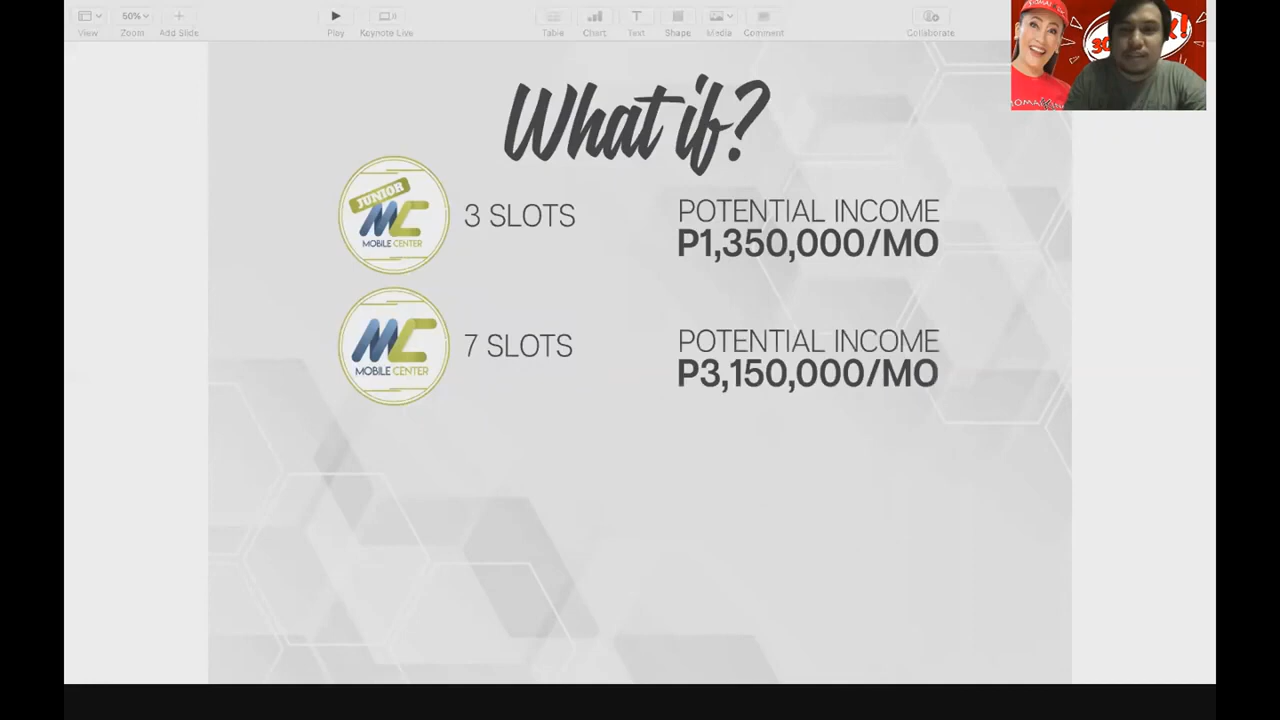 View
50%
Zoom
Add Slide
Play
Keynote Live
Table
Chart
Text
Shape
Media
Comment
Collaborate
What if?
JUNIOR
MC
MOBILE CENTER
3 SLOTS
POTENTIAL INCOME
P1,350,000/MO
MC
MOBILE CENTER
7 SLOTS
POTENTIAL INCOME
P3,150,000/MO